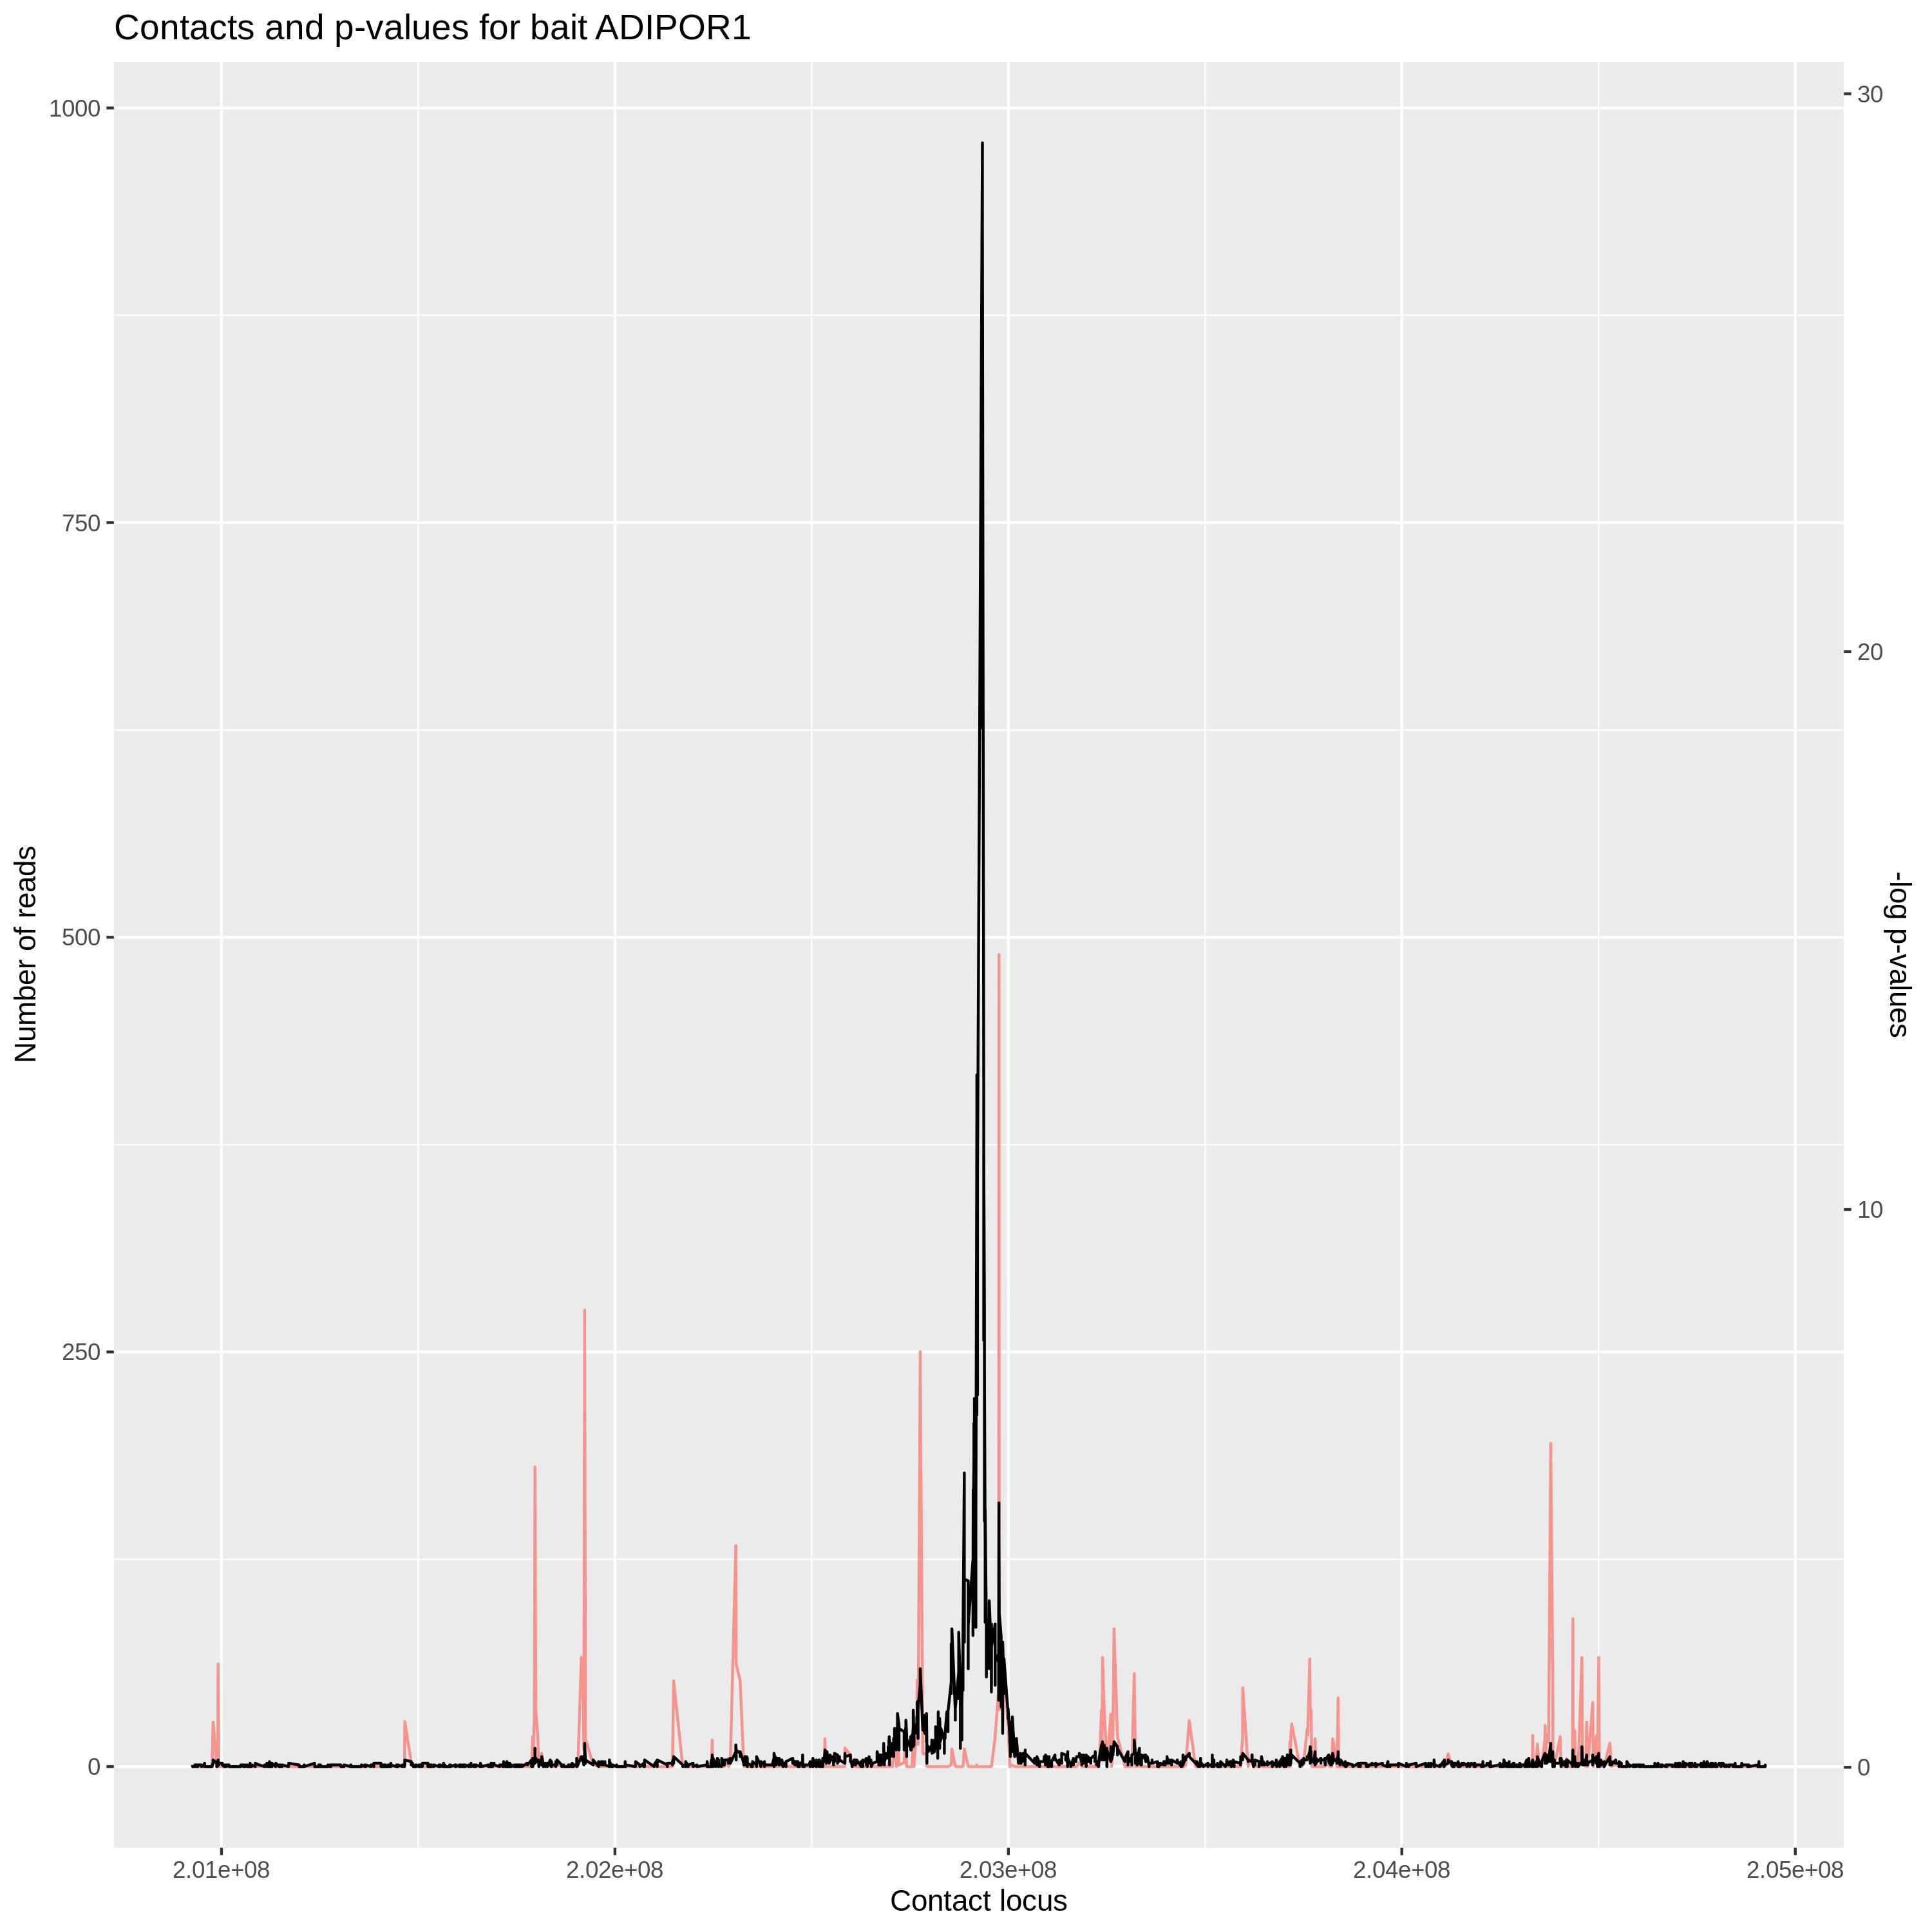 Contacts and p-values for bait ADIPOR1
1000
750
500
250
0
Number of reads
30
20
10
0
-log p-values
2.01e+08
2.02e+08
2.03e+08
2.04e+08
2.05e+08
Contact locus